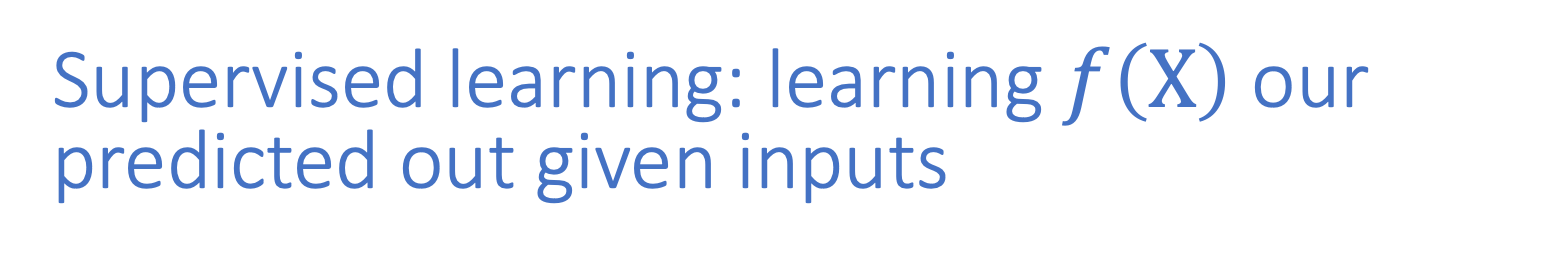 Supervised learning: learning f(X) our
predicted out given inputs